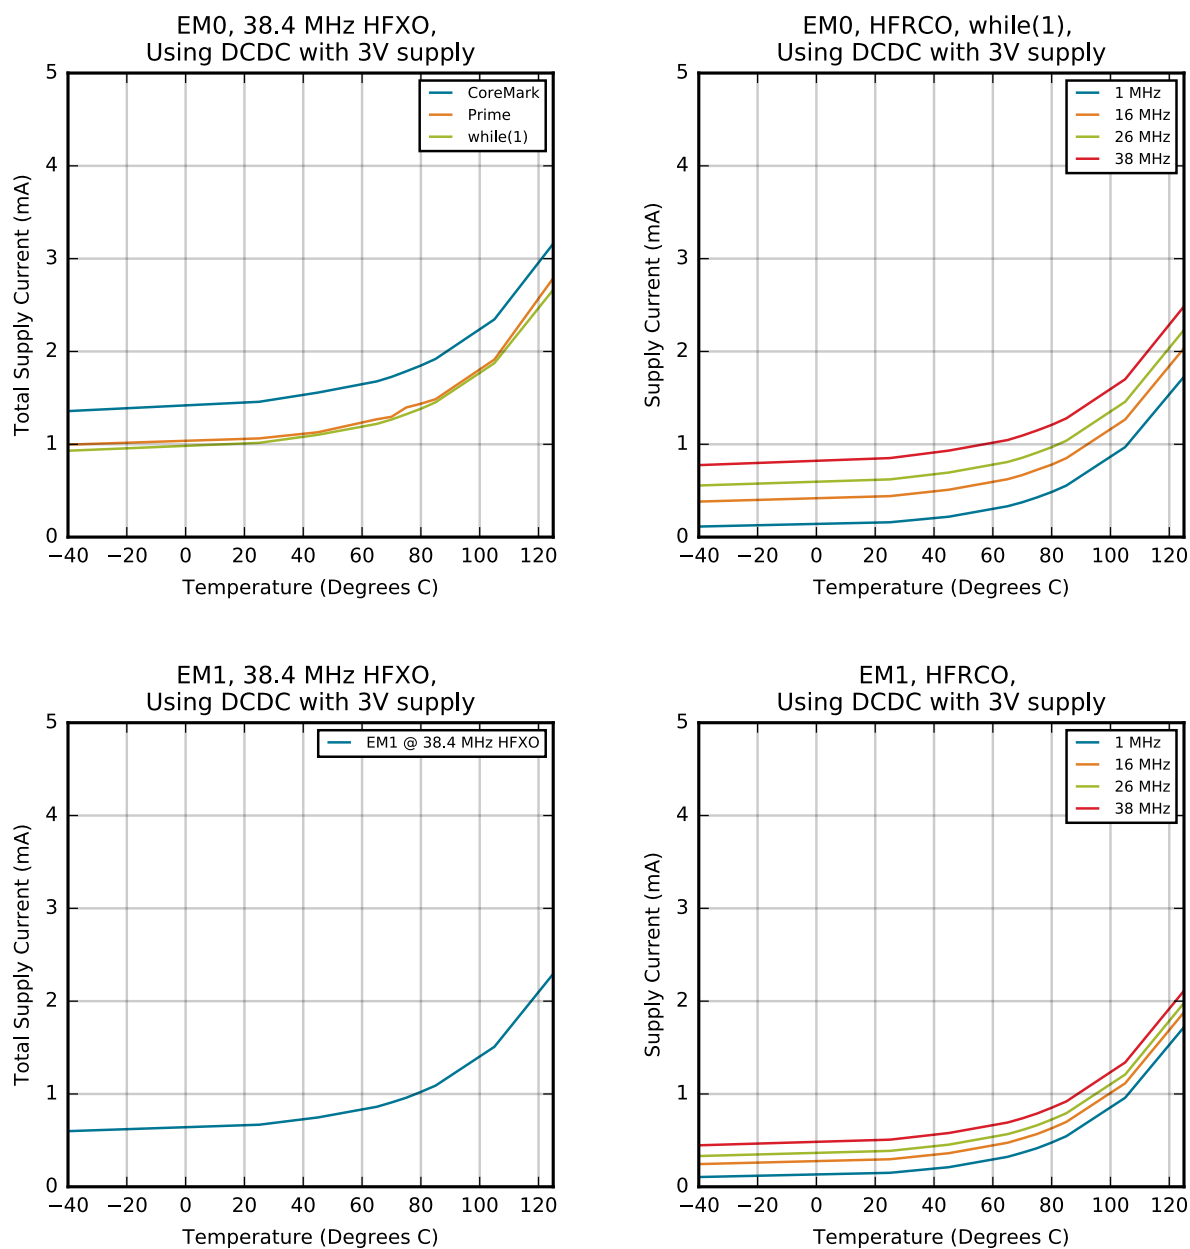 EM0, 38.4 MHz HFXO,
Using DCDC with 3V supply
5
4
3
2
1
0
Total Supply Current (mA)
CoreMark
Prime
while(1)
−40 −20 0 20 40 60 80 100 120
Temperature (Degrees C)
EM0, HFRCO, while(1),
Using DCDC with 3V supply
5
4
3
2
1
0
Supply Current (mA)
1 MHz
16 MHz
26 MHz
38 MHz
−40 −20 0 20 40 60 80 100 120
Temperature (Degrees C)
EM1, 38.4 MHz HFXO,
Using DCDC with 3V supply
5
4
3
2
1
0
Total Supply Current (mA)
EM1 @ 38.4 MHz HFXO
−40 −20 0 20 40 60 80 100 120
Temperature (Degrees C)
EM1, HFRCO,
Using DCDC with 3V supply
5
4
3
2
1
0
Supply Current (mA)
1 MHz
16 MHz
26 MHz
38 MHz
−40 −20 0 20 40 60 80 100 120
Temperature (Degrees C)